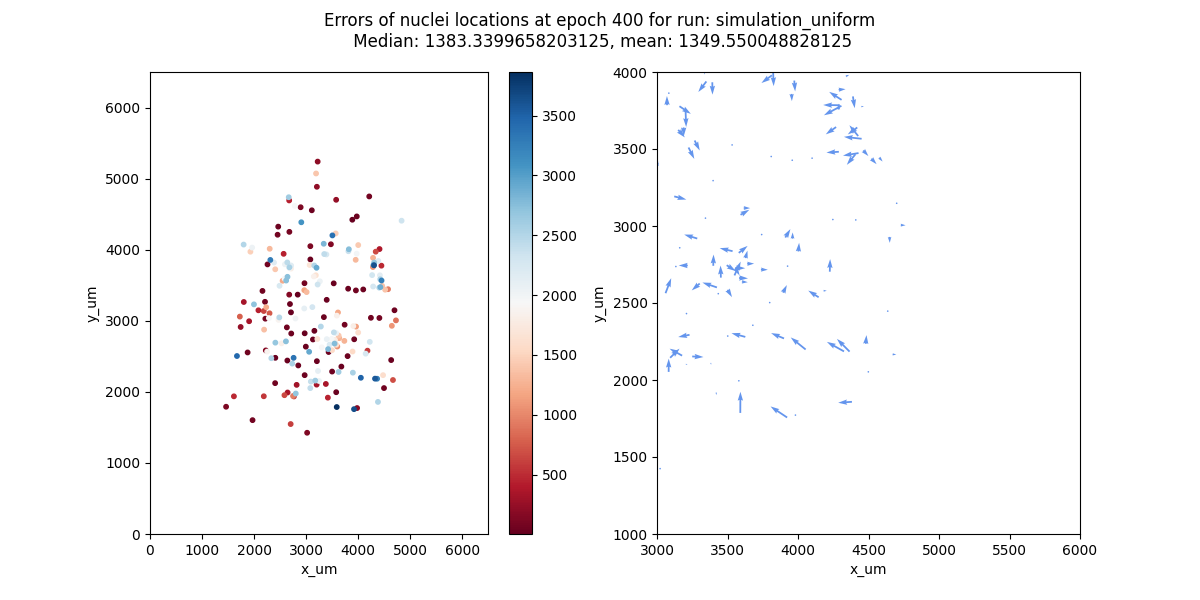 Errors of nuclei locations at epoch 400 for run: simulation_uniform
Median: 1383.3399658203125, mean: 1349.550048828125
6000
5000
4000
3000
2000
1000
0
y_um
0 1000 2000 3000 4000 5000 6000
x_um
3500
3000
2500
2000
1500
1000
500
4000
3500
3000
2500
2000
1500
1000
y_um
3000 3500 4000 4500 5000 5500 6000
x_um